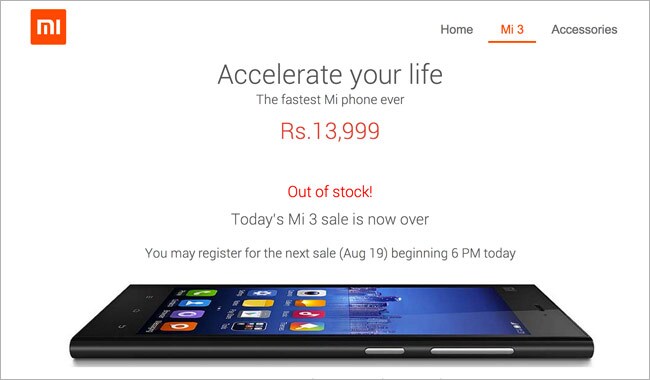 mi
Home Mi 3 Accessories
Accelerate your life
The fastest Mi phone ever
Rs.13,999
Out of stock!
Today's Mi 3 sale is now over
You may register for the next sale (Aug 19) beginning 6 PM today